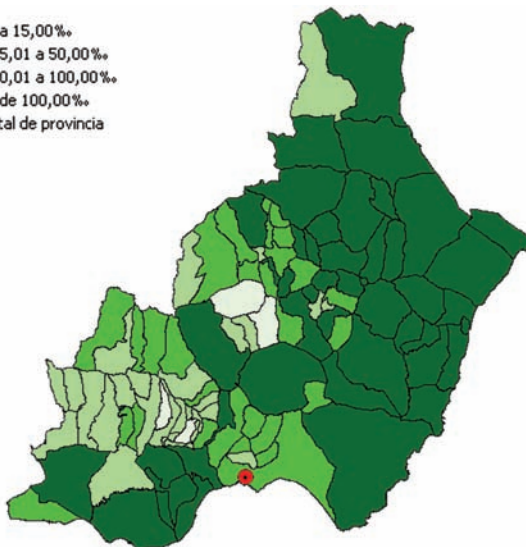 a 15,00‰
5,01 a 50,00‰
0,01 a 100,00‰
de 100,00‰
tal de provincia